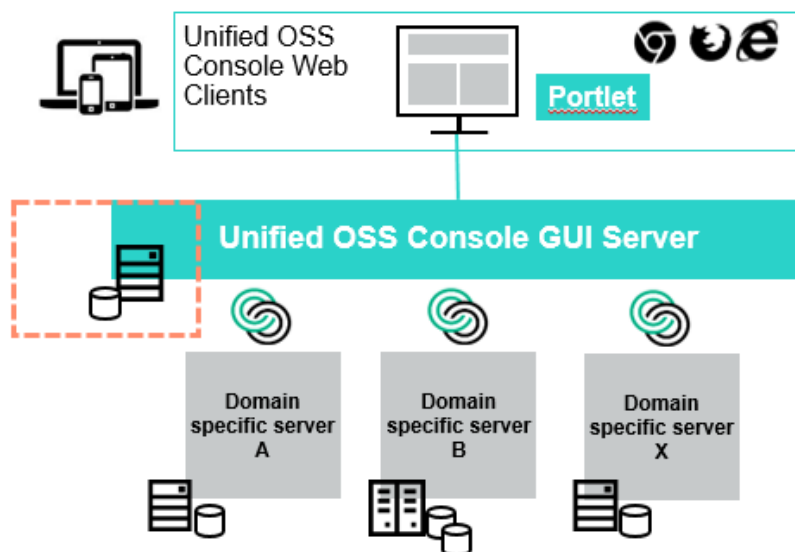 Unified OSS
Console Web
Clients
Portlet
Unified OSS Console GUI Server
Domain
specific server
A
Domain
specific server
B
Domain
specific server
X